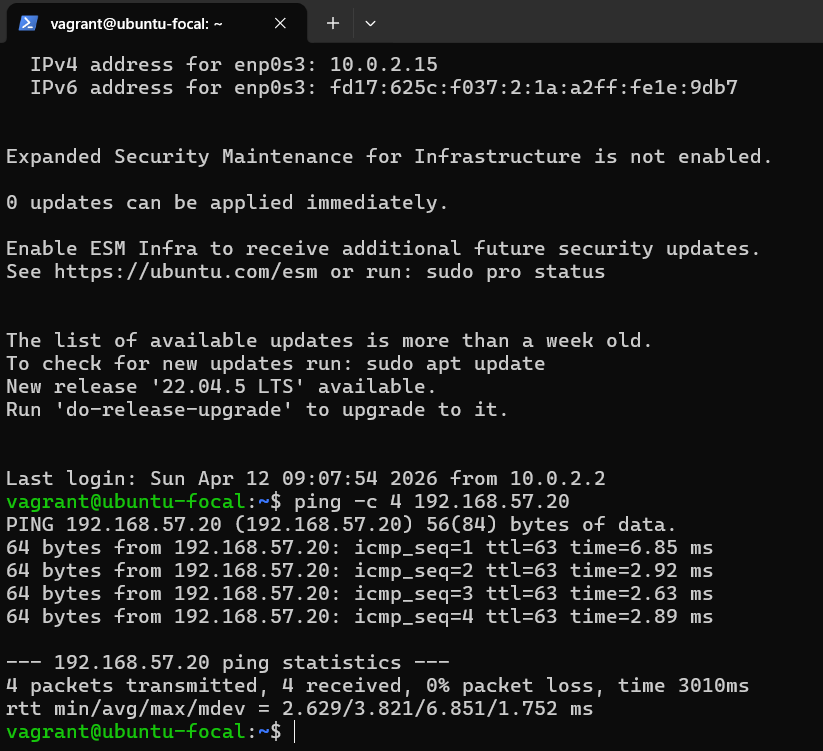 vagrant@ubuntu-focal: ~
IPv4 address for enp0s3: 10.0.2.15
IPv6 address for enp0s3: fd17:625c:f037:2:1a:a2ff:fe1e:9db7
Expanded Security Maintenance for Infrastructure is not enabled.
0 updates can be applied immediately.
Enable ESM Infra to receive additional future security updates.
See https://ubuntu.com/esm or run: sudo pro status
The list of available updates is more than a week old.
To check for new updates run: sudo apt update
New release '22.04.5 LTS' available.
Run 'do-release-upgrade' to upgrade to it.
Last login: Sun Apr 12 09:07:54 2026 from 10.0.2.2
vagrant@ubuntu-focal:~$ ping -c 4 192.168.57.20
PING 192.168.57.20 (192.168.57.20) 56(84) bytes of data.
64 bytes from 192.168.57.20: icmp_seq=1 ttl=63 time=6.85 ms
64 bytes from 192.168.57.20: icmp_seq=2 ttl=63 time=2.92 ms
64 bytes from 192.168.57.20: icmp_seq=3 ttl=63 time=2.63 ms
64 bytes from 192.168.57.20: icmp_seq=4 ttl=63 time=2.89 ms
--- 192.168.57.20 ping statistics ---
4 packets transmitted, 4 received, 0% packet loss, time 3010ms
rtt min/avg/max/mdev = 2.629/3.821/6.851/1.752 ms
vagrant@ubuntu-focal:~$